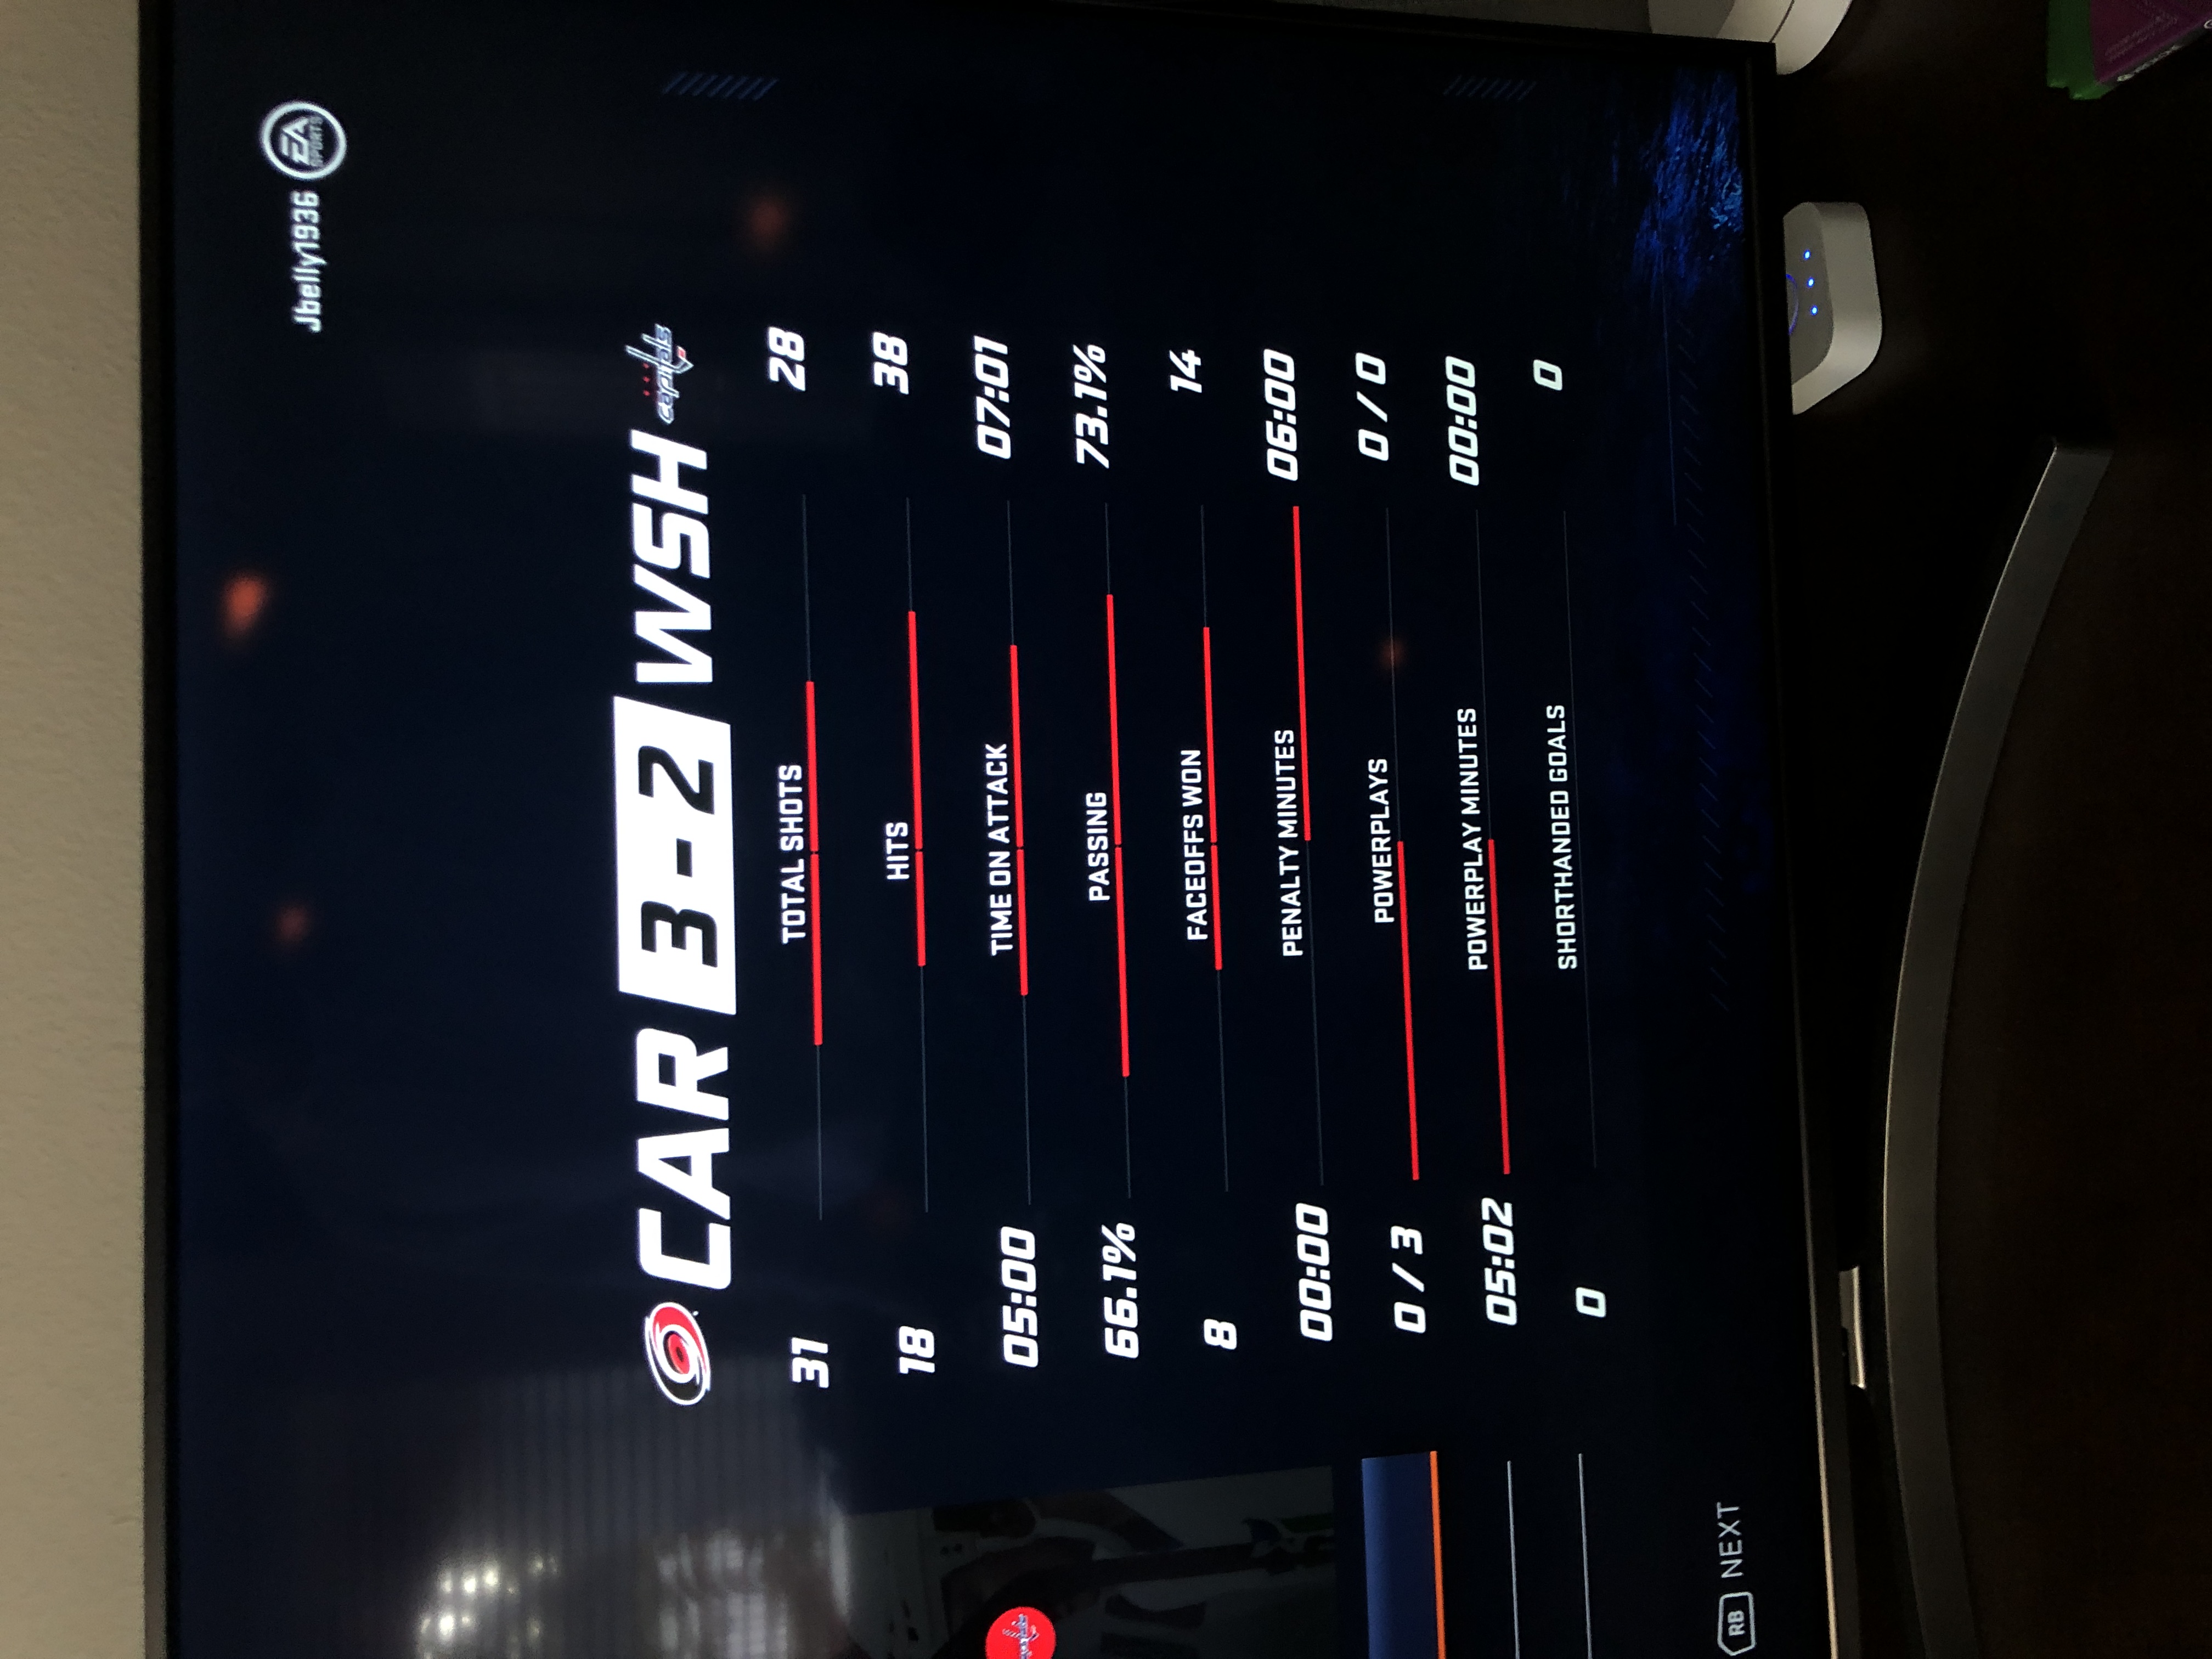 Jbelly1936 EA SPORTS
CAR 3 - 2 WSH capitals
31 TOTAL SHOTS 28
18 HITS 38
05:00 TIME ON ATTACK 07:01
66.1% PASSING 73.1%
8 FACEOFFS WON 14
00:00 PENALTY MINUTES 06:00
0 / 3 POWERPLAYS 0 / 0
05:02 POWERPLAY MINUTES 00:00
0 SHORTHANDED GOALS 0
RB NEXT